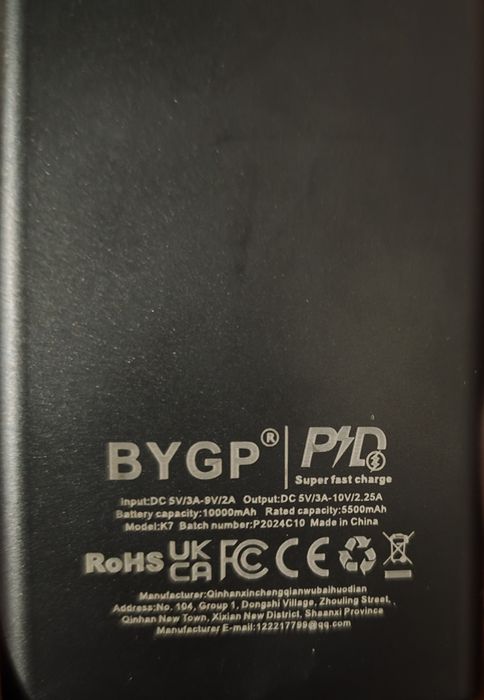 BYGP® PD
Super fast charge
Input:DC 5V/3A-9V/2A Output:DC 5V/3A-10V/2.25A
Battery capacity:10000mAh Rated capacity:5500mAh
Model:K7 Batch number:P2024C10 Made in China
RoHS UK CA FC CE
Manufacturer:Qinhanxinchengqianwubaihuodian
Address:No. 104, Group 1, Dongshi Village, Zhouling Street,
Qinhan New Town, Xixian New District, Shaanxi Province
Manufacturer E-mail:122217799@qq.com